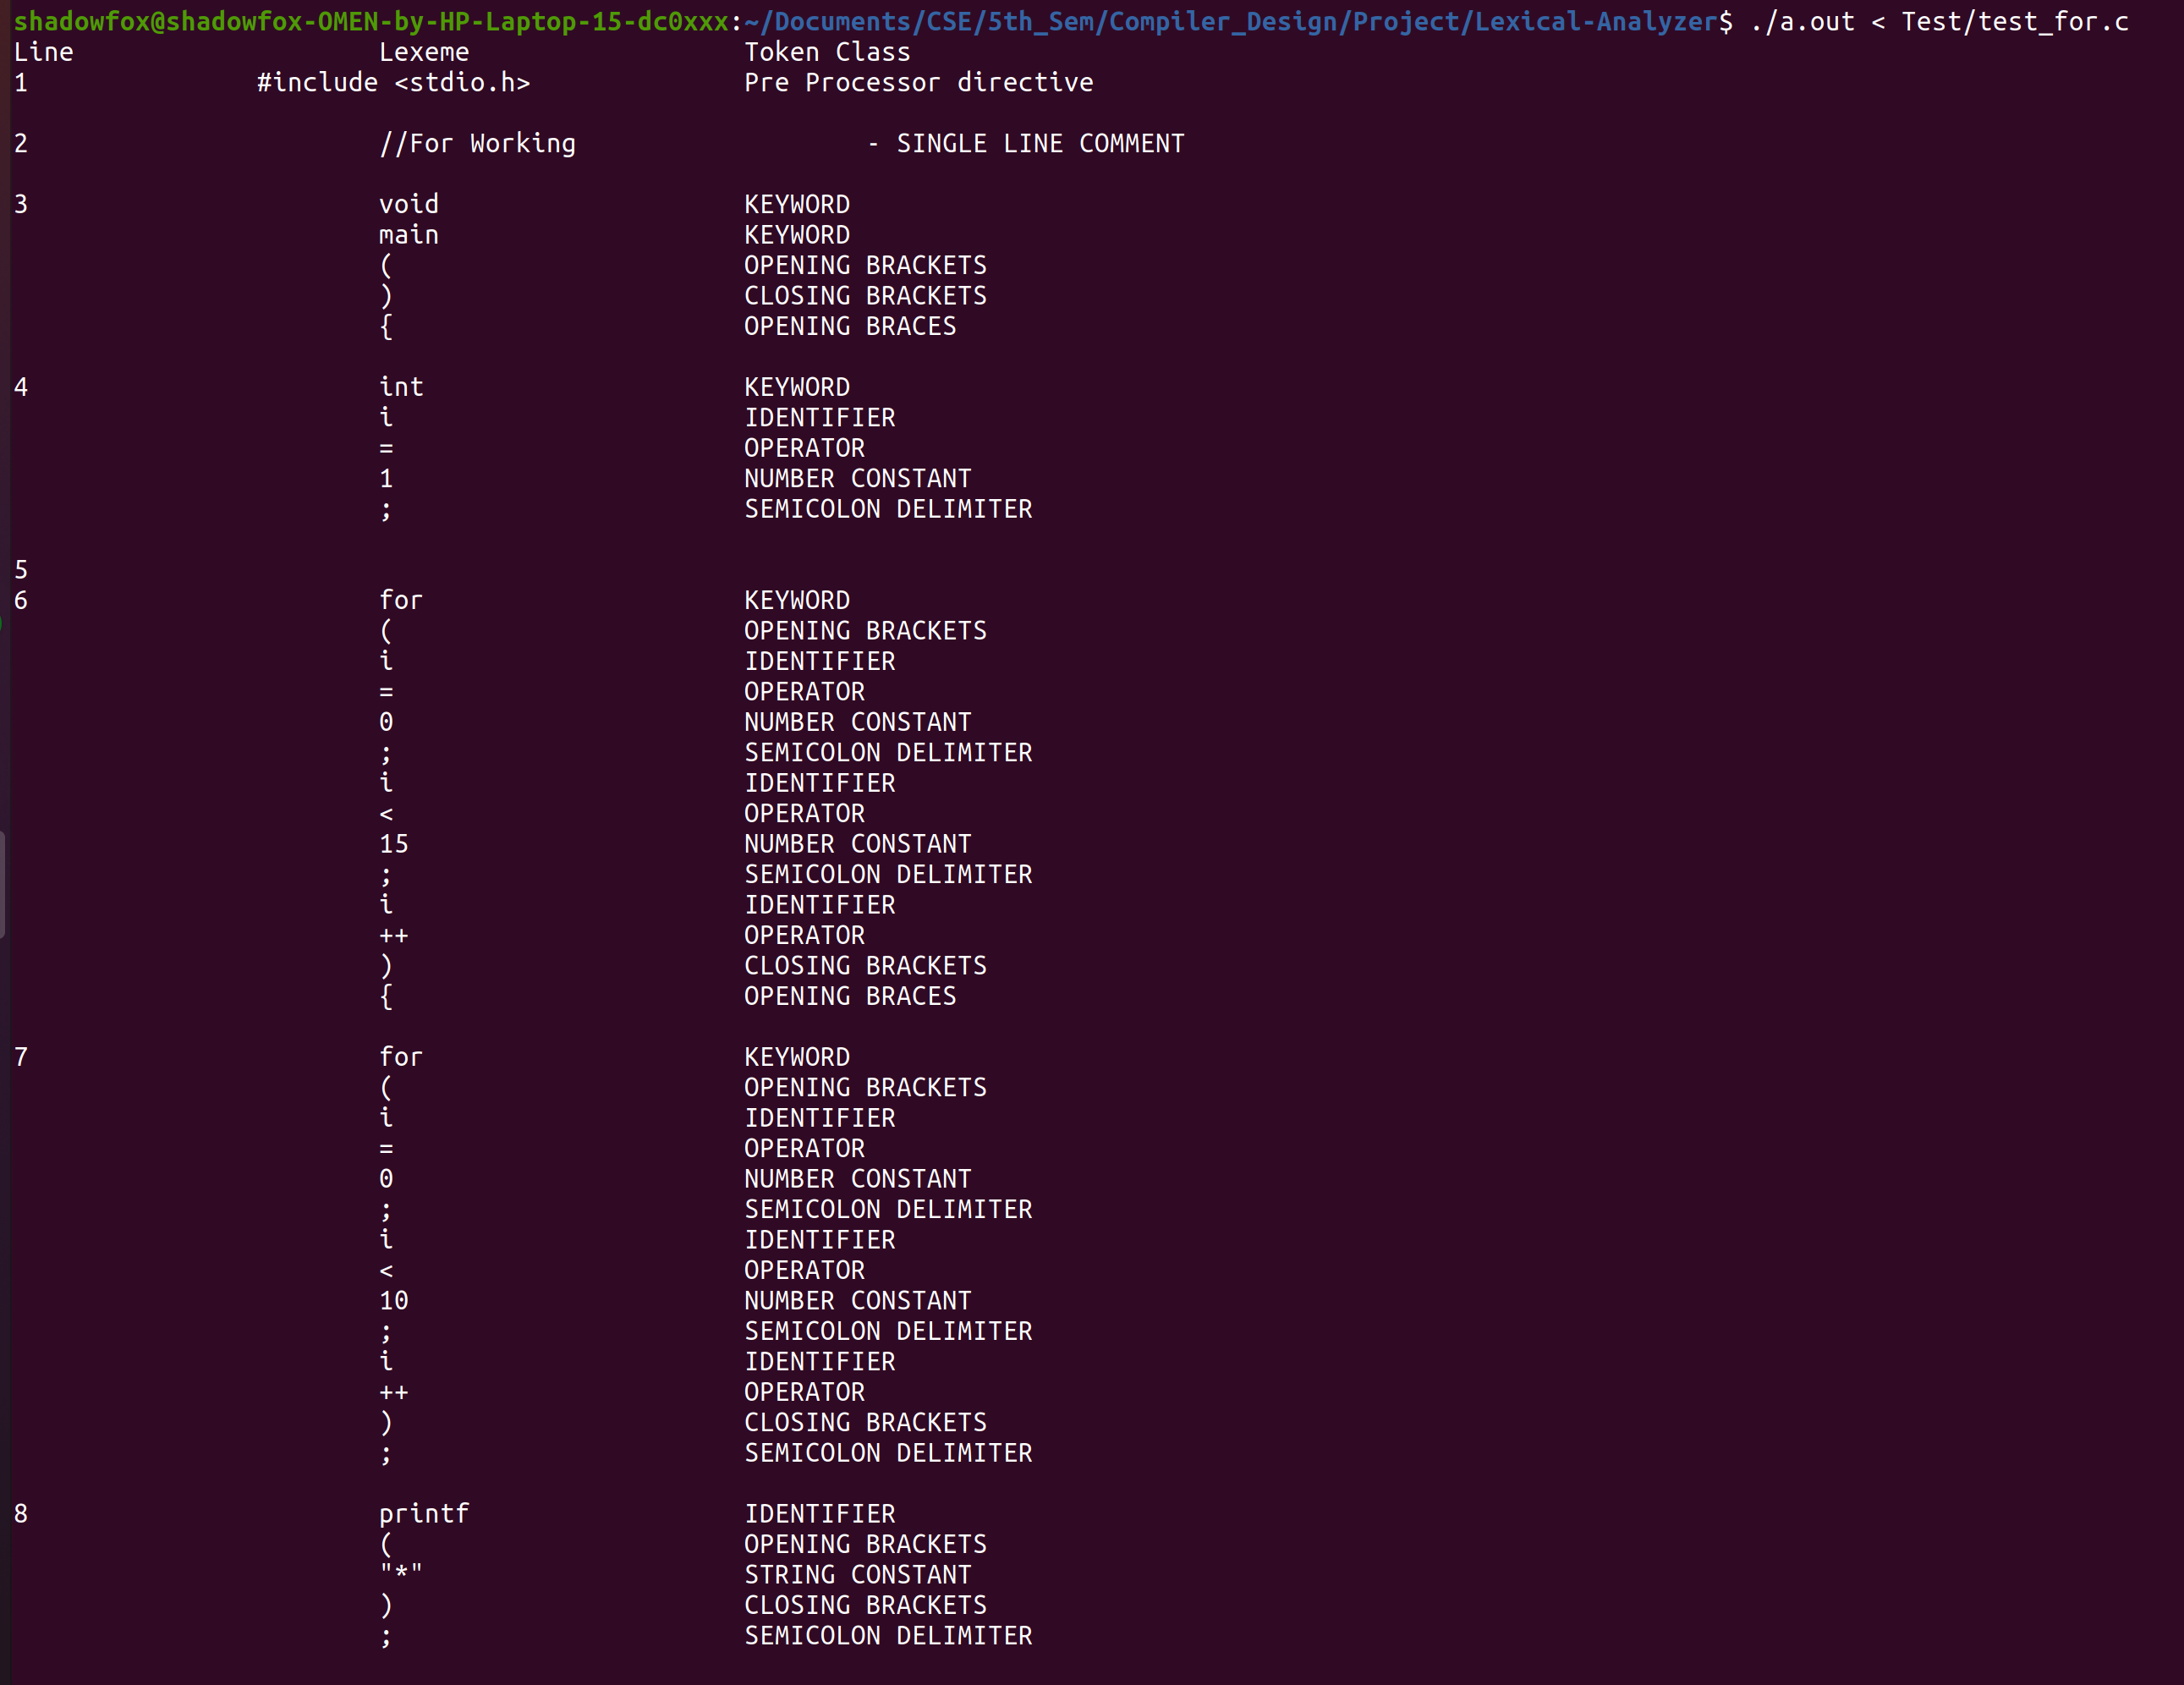 shadowfox@shadowfox-OMEN-by-HP-Laptop-15-dc0xxx:~/Documents/CSE/5th_Sem/Compiler_Design/Project/Lexical-Analyzer$ ./a.out < Test/test_for.c
Line Lexeme Token Class
1 #include <stdio.h> Pre Processor directive
2 //For Working - SINGLE LINE COMMENT
3 void KEYWORD
main KEYWORD
( OPENING BRACKETS
) CLOSING BRACKETS
{ OPENING BRACES
4 int KEYWORD
i IDENTIFIER
= OPERATOR
1 NUMBER CONSTANT
; SEMICOLON DELIMITER
5
6 for KEYWORD
( OPENING BRACKETS
i IDENTIFIER
= OPERATOR
0 NUMBER CONSTANT
; SEMICOLON DELIMITER
i IDENTIFIER
< OPERATOR
15 NUMBER CONSTANT
; SEMICOLON DELIMITER
i IDENTIFIER
++ OPERATOR
) CLOSING BRACKETS
{ OPENING BRACES
7 for KEYWORD
( OPENING BRACKETS
i IDENTIFIER
= OPERATOR
0 NUMBER CONSTANT
; SEMICOLON DELIMITER
i IDENTIFIER
< OPERATOR
10 NUMBER CONSTANT
; SEMICOLON DELIMITER
i IDENTIFIER
++ OPERATOR
) CLOSING BRACKETS
; SEMICOLON DELIMITER
8 printf IDENTIFIER
( OPENING BRACKETS
"*" STRING CONSTANT
) CLOSING BRACKETS
; SEMICOLON DELIMITER